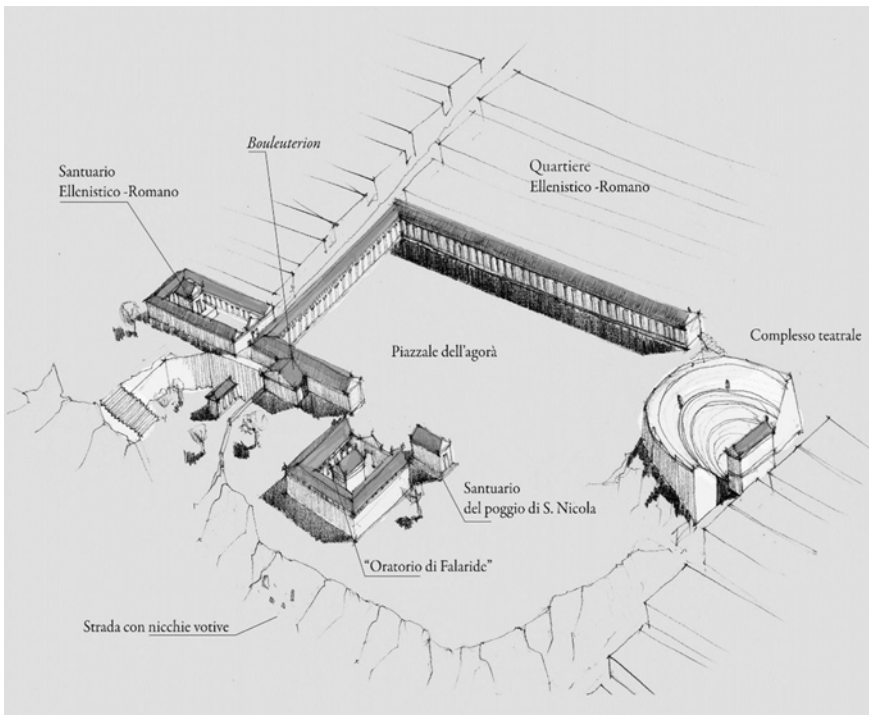 Bouleuterion
Santuario
Ellenistico -Romano
Quartiere
Ellenistico -Romano
Complesso teatrale
Piazzale dell'agorà
Santuario
del poggio di S. Nicola
"Oratorio di Falaride"
Strada con nicchie votive